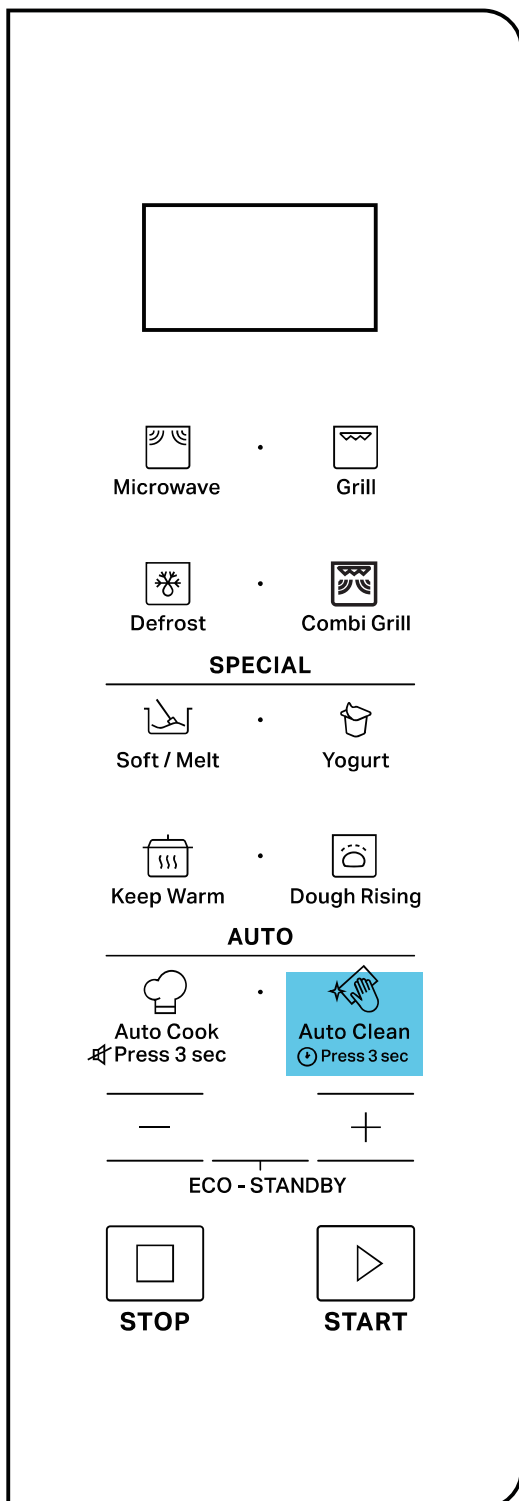 Microwave
Grill
Defrost
Combi Grill
SPECIAL
Soft / Melt
Yogurt
Keep Warm
Dough Rising
AUTO
Auto Cook
Press 3 sec
Auto Clean
Press 3 sec
ECO - STANDBY
STOP
START